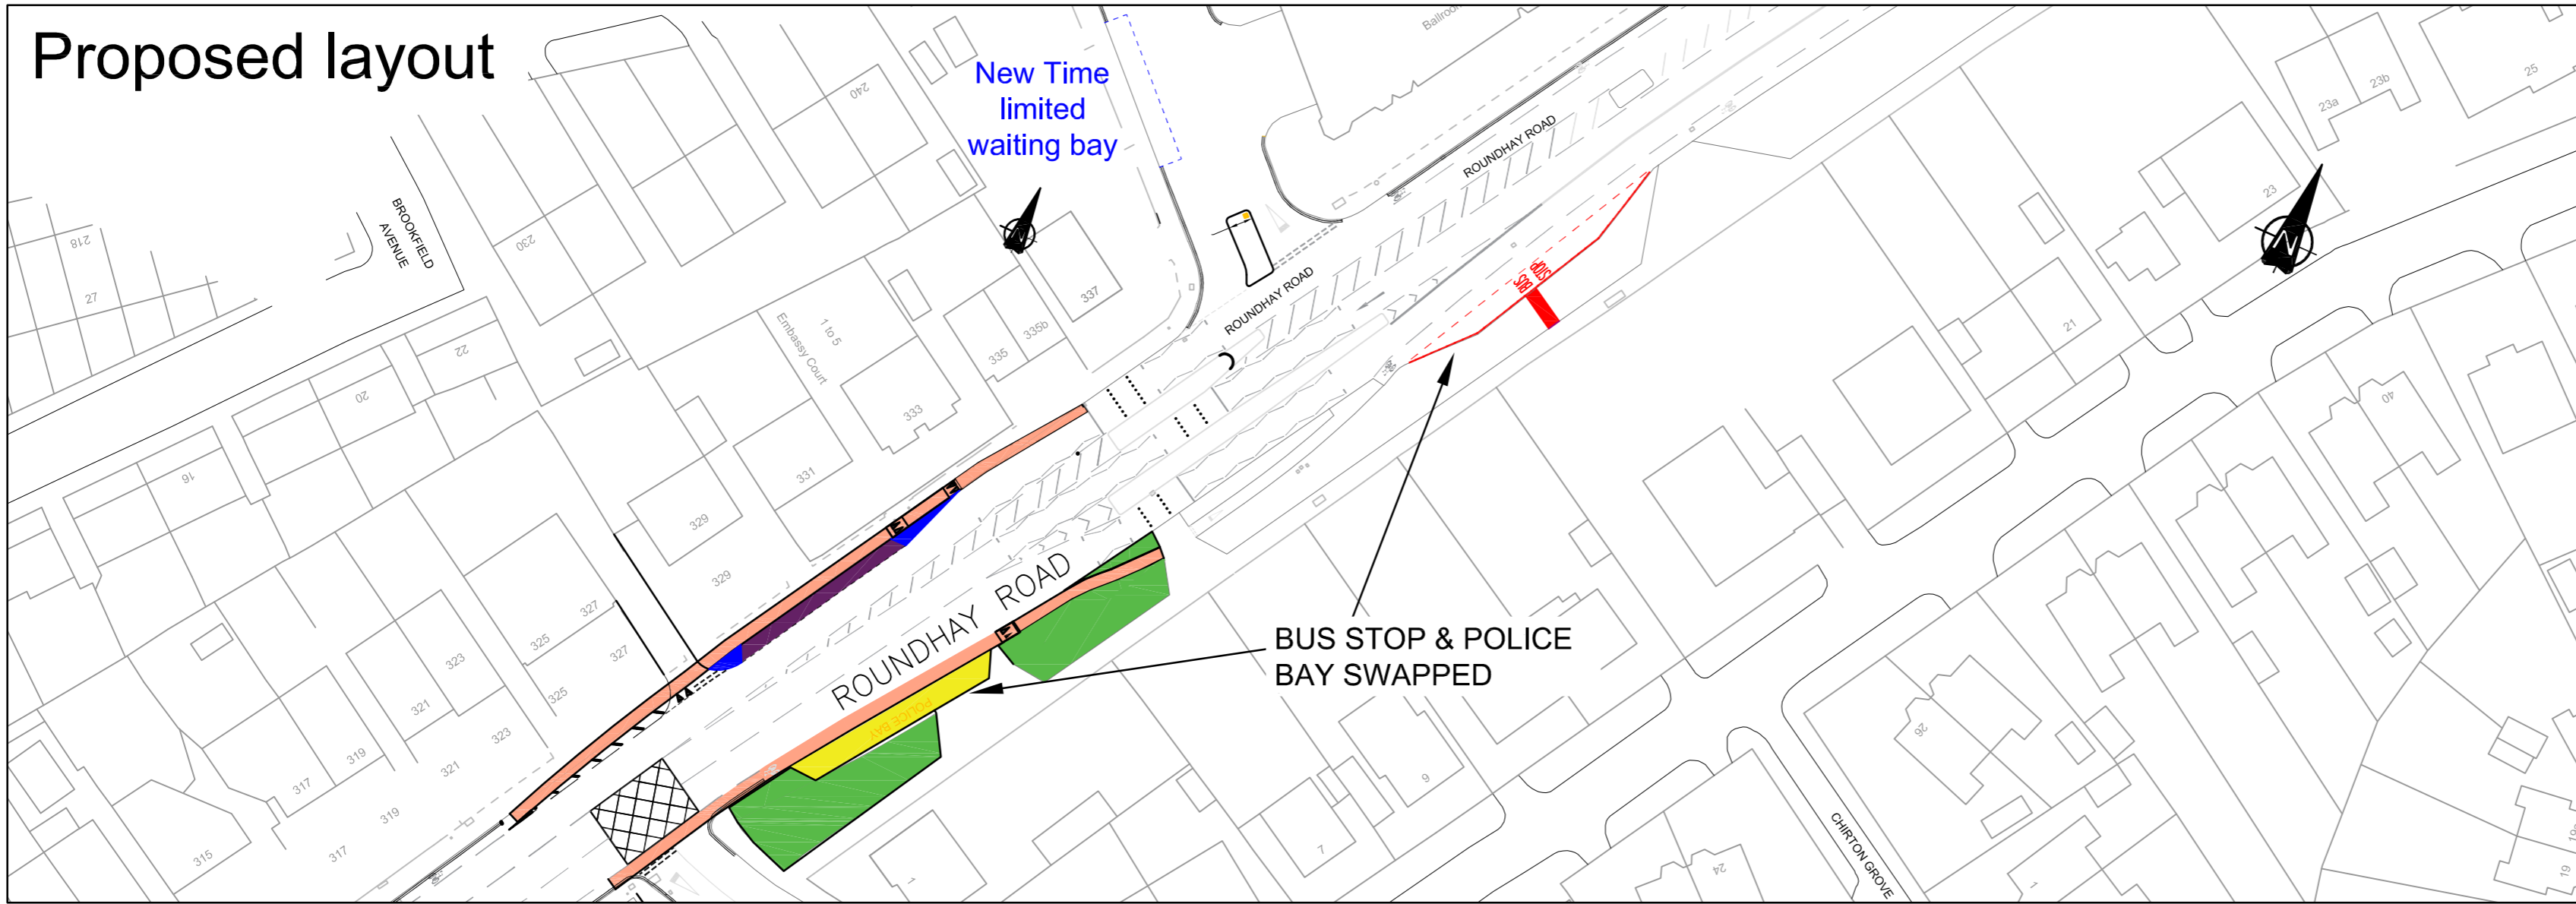 Proposed layout
New Time
limited
waiting bay
Ballroo
ROUNDHAY ROAD
ROUNDHAY ROAD
BROOKFIELD
AVENUE
218
27
230
240
22
20
16
Embassy Court
1 to 5
337
335b
335
333
331
329
329
327
327
325
325
323
323
321
321
319
319
317
317
315
BUS
STOP
N
N
23a
23b
25
23
21
40
26
24
ROUNDHAY ROAD
POLICE BAY
BUS STOP & POLICE
BAY SWAPPED
CHIRTON GROVE
1
7
9
1
19